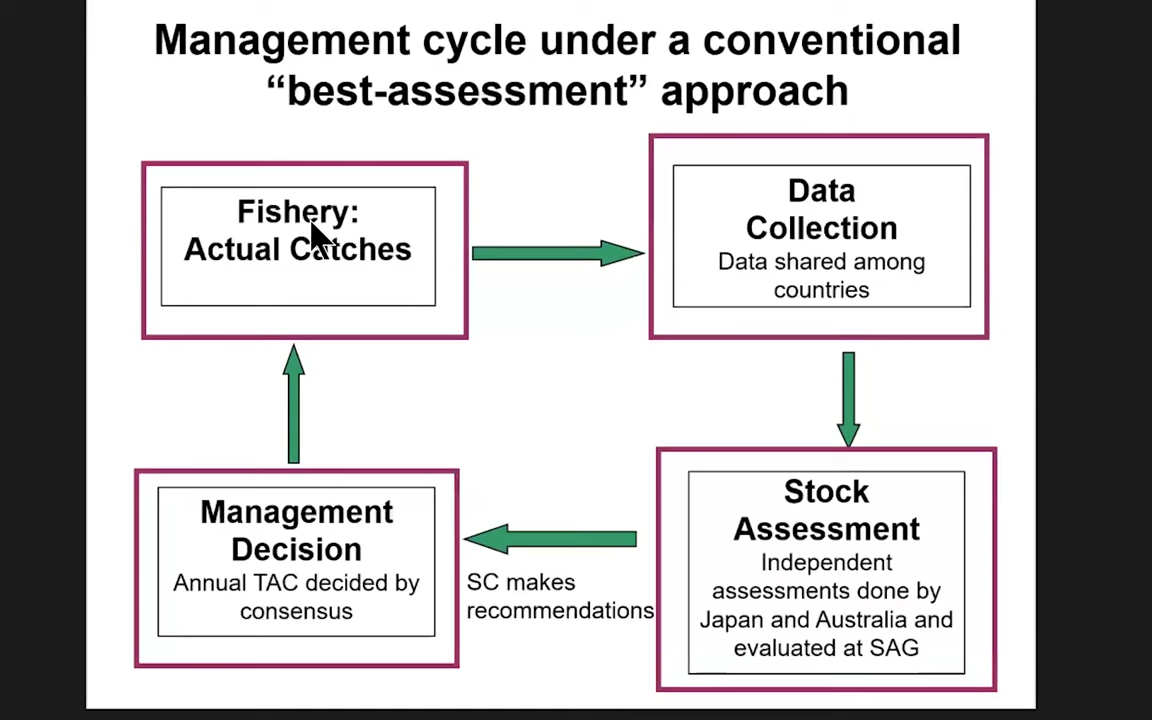 Management cycle under a conventional
“best-assessment” approach
Fishery:
Actual Catches
Data
Collection
Data shared among
countries
Stock
Assessment
Independent
assessments done by
Japan and Australia and
evaluated at SAG
SC makes
recommendations
Management
Decision
Annual TAC decided by
consensus